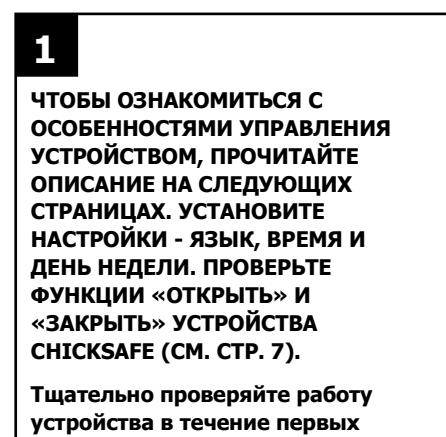 1
ЧТОБЫ ОЗНАКОМИТЬСЯ С
ОСОБЕННОСТЯМИ УПРАВЛЕНИЯ
УСТРОЙСТВОМ, ПРОЧИТАЙТЕ
ОПИСАНИЕ НА СЛЕДУЮЩИХ
СТРАНИЦАХ. УСТАНОВИТЕ
НАСТРОЙКИ - ЯЗЫК, ВРЕМЯ И
ДЕНЬ НЕДЕЛИ. ПРОВЕРЬТЕ
ФУНКЦИИ «ОТКРЫТЬ» И
«ЗАКРЫТЬ» УСТРОЙСТВА
CHICKSAFE (СМ. СТР. 7).
Тщательно проверяйте работу
устройства в течение первых